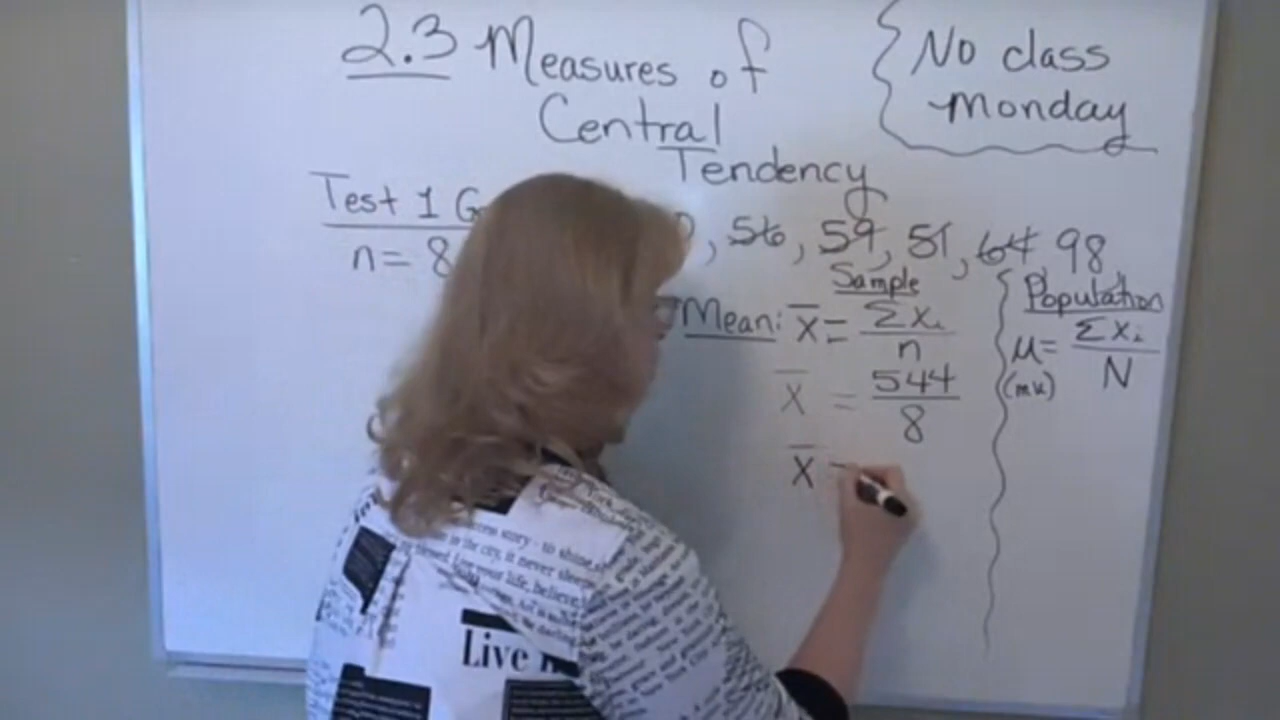 2.3 Measures of
Central
Tendency
No class
Monday
Test 1 G
n = 8
, 56, 59, 51, 64 98
Mean:
Sample
x̄ = Σxᵢ / n
x̄ = 544 / 8
x̄ =
Population
μ = Σxᵢ / N
(mu)
Live